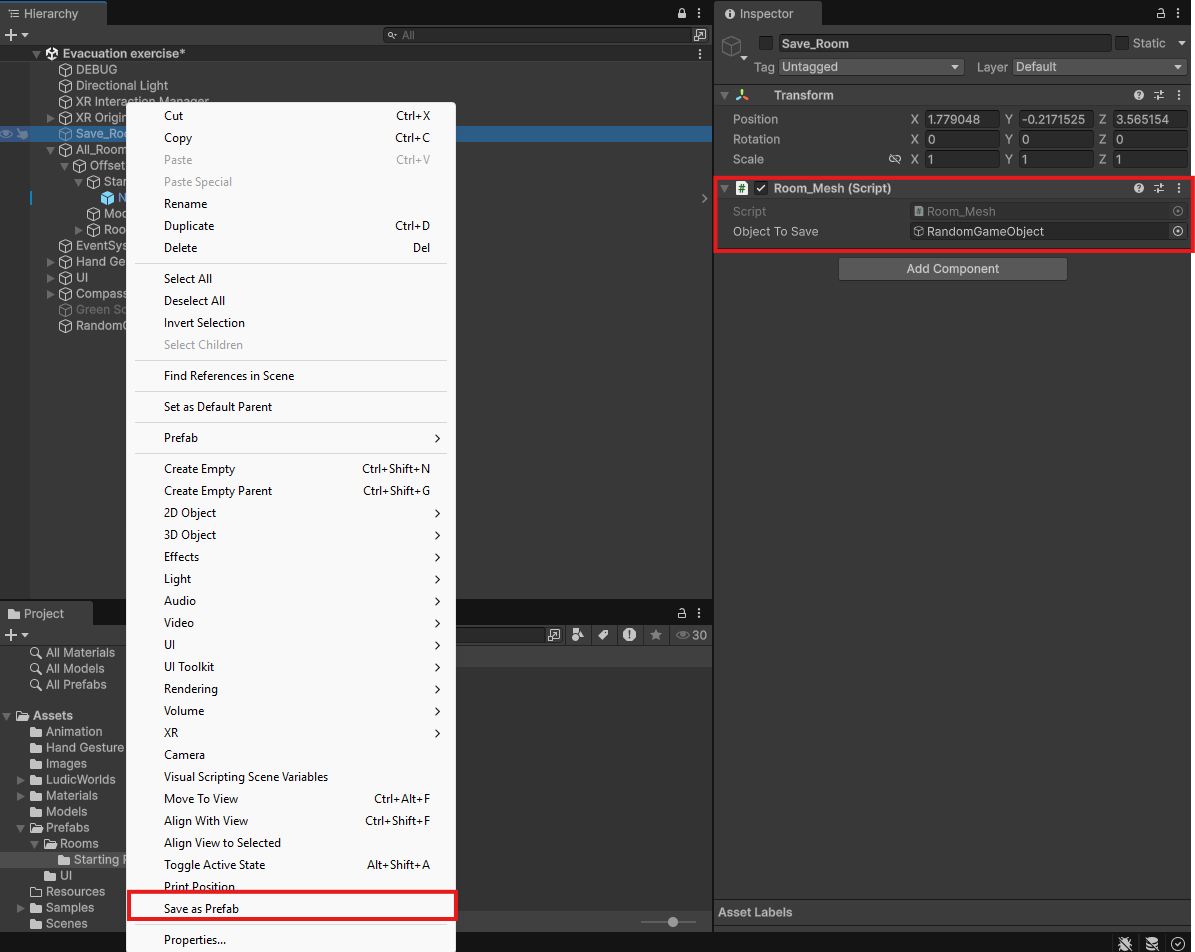 Hierarchy
All
Evacuation exercise*
DEBUG
Directional Light
XR Interaction Manager
XR Origin
Save_Roo
All_Room
Offset
Star
N
Moc
Roo
EventSys
Hand Ge
UI
Compass
Green Sc
RandomG
Cut Ctrl+X
Copy Ctrl+C
Paste Ctrl+V
Paste Special
Rename
Duplicate Ctrl+D
Delete Del
Select All
Deselect All
Invert Selection
Select Children
Find References in Scene
Set as Default Parent
Prefab
Create Empty Ctrl+Shift+N
Create Empty Parent Ctrl+Shift+G
2D Object
3D Object
Effects
Light
Audio
Video
UI
UI Toolkit
Rendering
Volume
XR
Camera
Visual Scripting Scene Variables
Move To View Ctrl+Alt+F
Align With View Ctrl+Shift+F
Align View to Selected
Toggle Active State Alt+Shift+A
Print Position
Save as Prefab
Properties...
Project
30
All Materials
All Models
All Prefabs
Assets
Animation
Hand Gesture
Images
LudicWorlds
Materials
Models
Prefabs
Rooms
Starting R
UI
Resources
Samples
Scenes
Inspector
Save_Room Static
Tag Untagged Layer Default
Transform
Position X 1.779048 Y -0.2171525 Z 3.565154
Rotation X 0 Y 0 Z 0
Scale X 1 Y 1 Z 1
# Room_Mesh (Script)
Script # Room_Mesh
Object To Save RandomGameObject
Add Component
Asset Labels